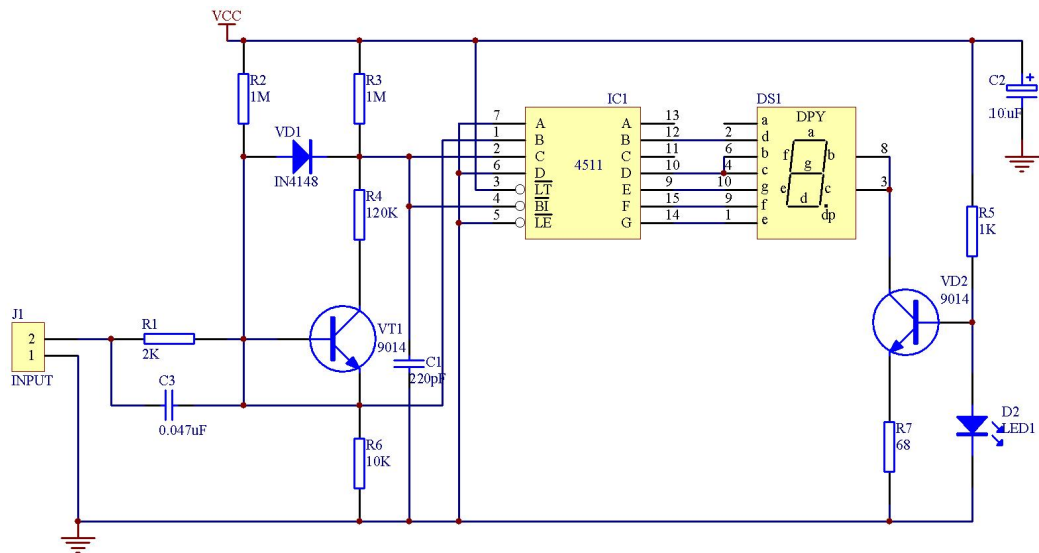 VCC
R2
1M
R3
1M
C2
+
10uF
VD1
IN4148
R4
120K
IC1
4511
7
1
2
6
3
4
5
A
B
C
D
LT
BI
LE
A
B
C
D
E
F
G
13
12
11
10
9
15
14
DS1
DPY
2
6
4
10
9
1
a
d
b
c
g
f
e
a
f
b
g
e
c
d
dp
8
3
R5
1K
VD2
9014
J1
2
1
INPUT
R1
2K
C3
0.047uF
VT1
9014
C1
220pF
R6
10K
R7
68
D2
LED1